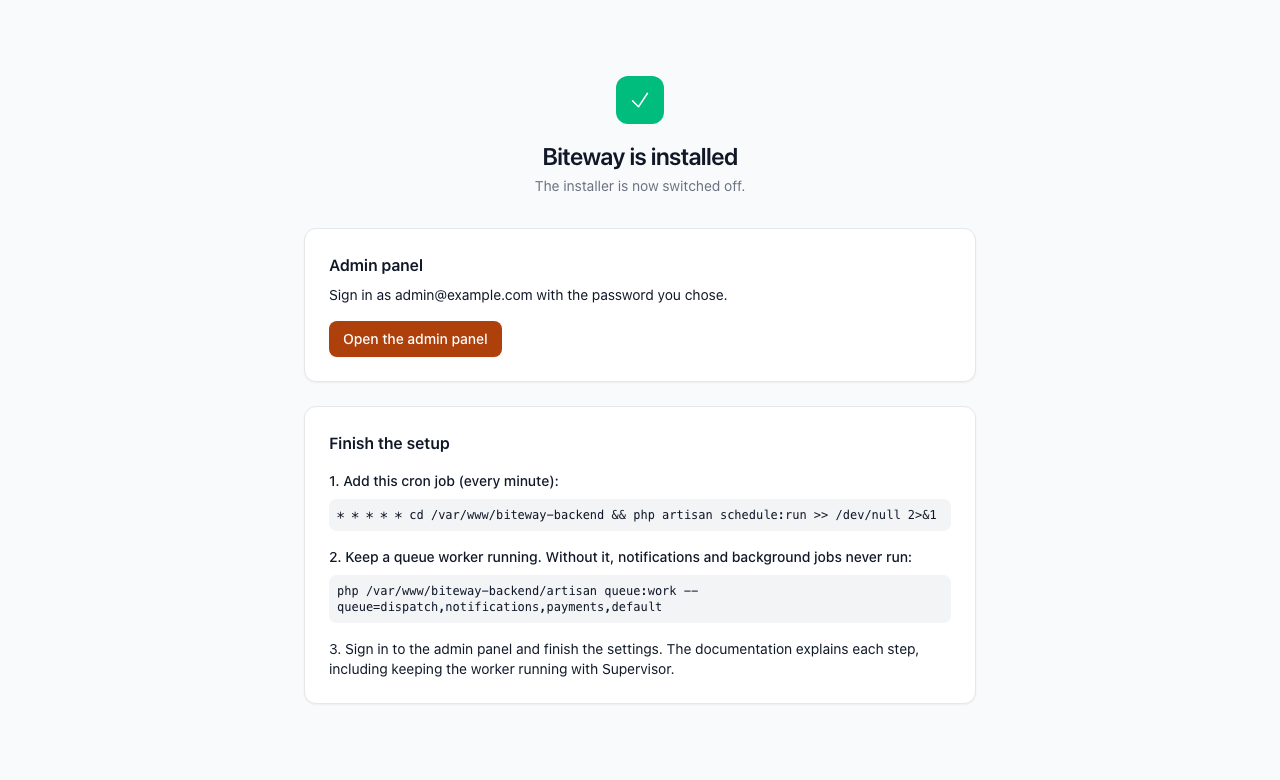 Biteway is installed
The installer is now switched off.
Admin panel
Sign in as admin@example.com with the password you chose.
Open the admin panel
Finish the setup
1. Add this cron job (every minute):
* * * * * cd /var/www/biteway-backend && php artisan schedule:run >> /dev/null 2>&1
2. Keep a queue worker running. Without it, notifications and background jobs never run:
php /var/www/biteway-backend/artisan queue:work --
queue=dispatch,notifications,payments,default
3. Sign in to the admin panel and finish the settings. The documentation explains each step,
including keeping the worker running with Supervisor.